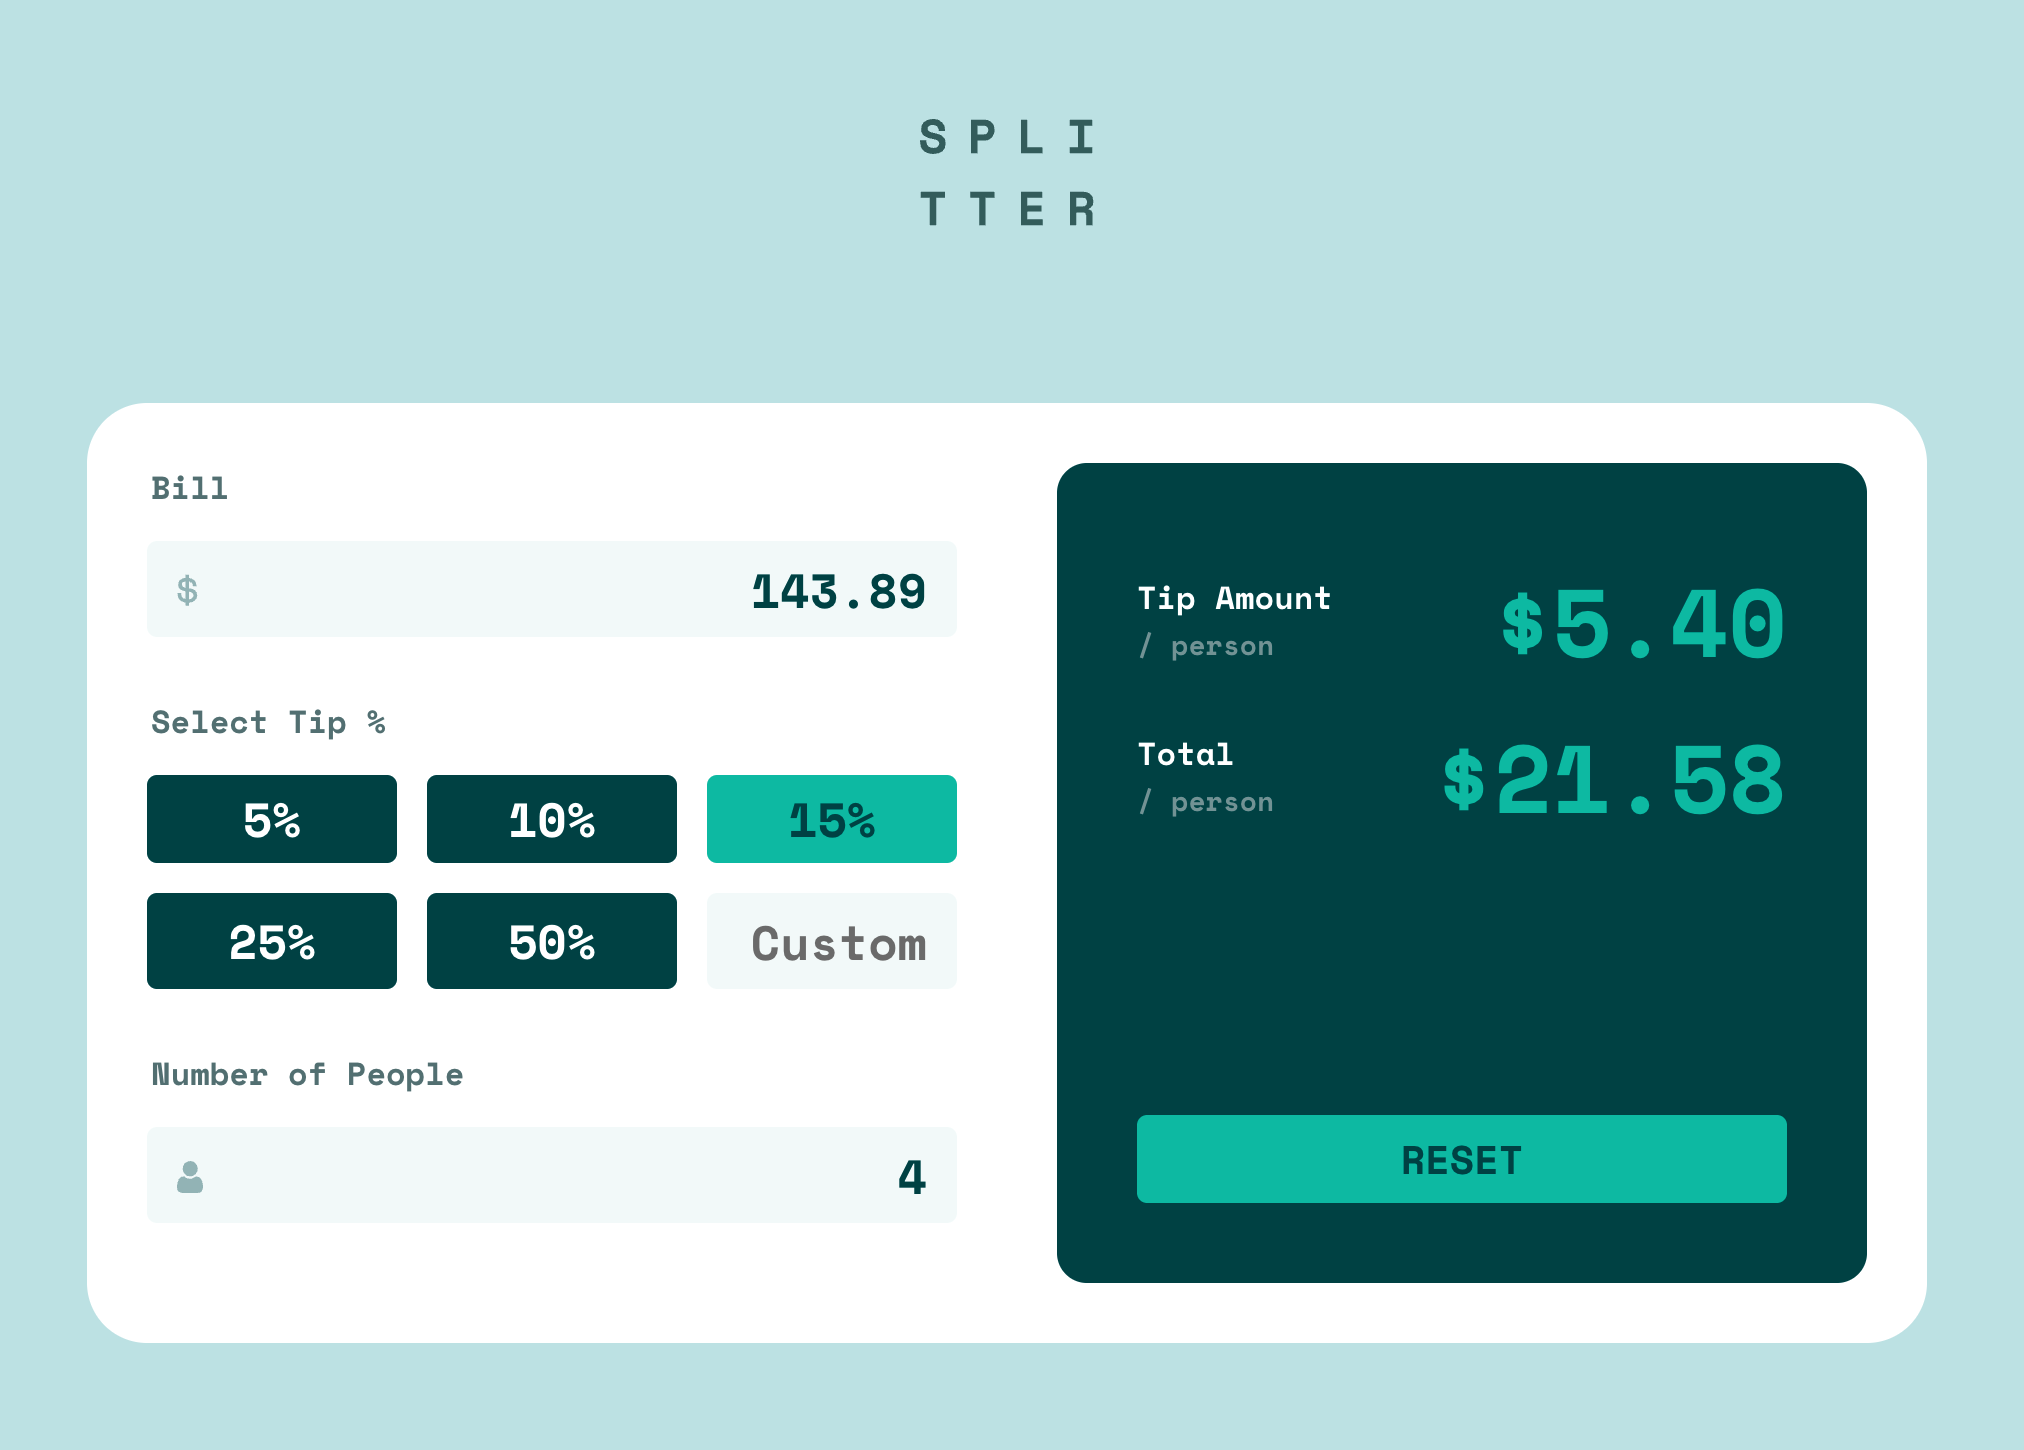 SPLI
TTER
Bill
$ 143.89
Select Tip %
5% 10% 15%
25% 50% Custom
Number of People
4
Tip Amount
/ person
$5.40
Total
/ person
$21.58
RESET